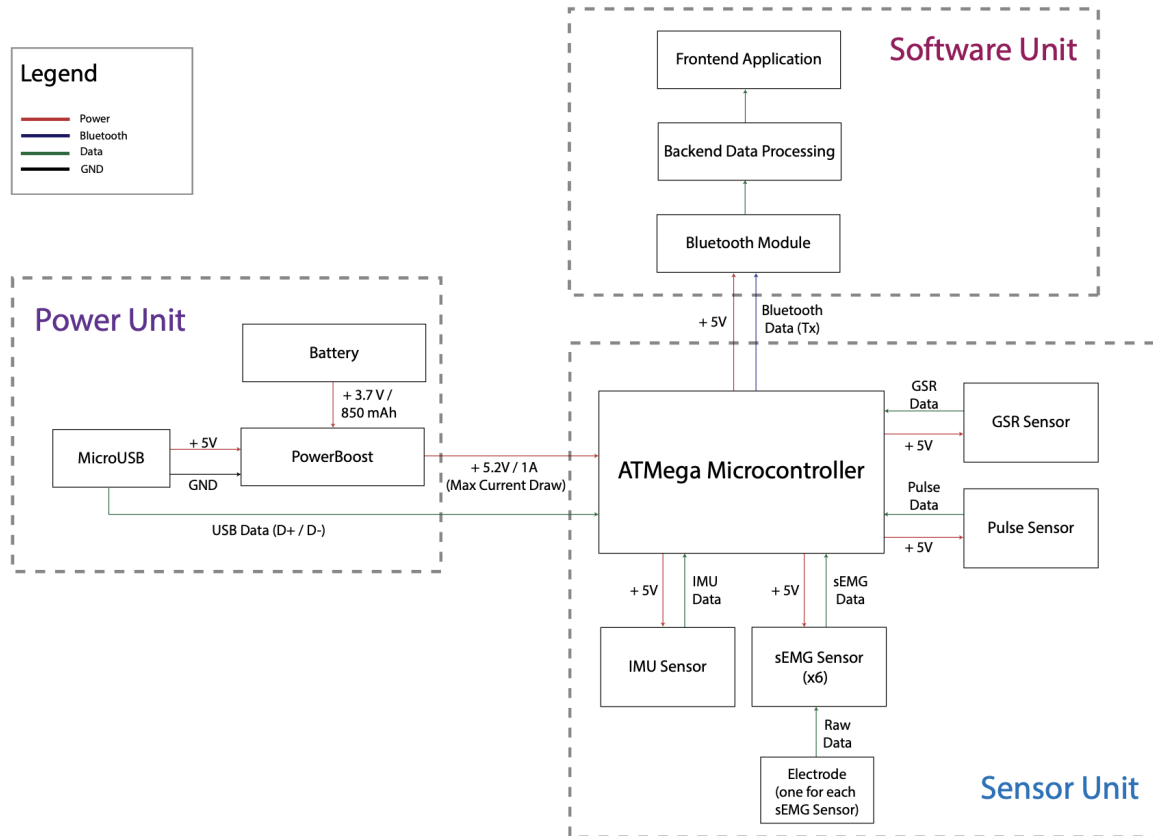 Legend
Power
Bluetooth
Data
GND
Software Unit
Frontend Application
Backend Data Processing
Bluetooth Module
+ 5V
Bluetooth
Data (Tx)
Power Unit
Battery
+ 3.7 V /
850 mAh
MicroUSB
+ 5V
GND
PowerBoost
+ 5.2V / 1A
(Max Current Draw)
USB Data (D+ / D-)
ATMega Microcontroller
GSR
Data
+ 5V
GSR Sensor
Pulse
Data
+ 5V
Pulse Sensor
+ 5V
IMU
Data
+ 5V
sEMG
Data
IMU Sensor
sEMG Sensor
(x6)
Raw
Data
Electrode
(one for each
sEMG Sensor)
Sensor Unit